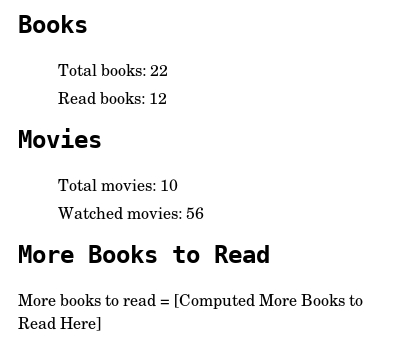 Books
Total books: 22
Read books: 12
Movies
Total movies: 10
Watched movies: 56
More Books to Read
More books to read = [Computed More Books to
Read Here]